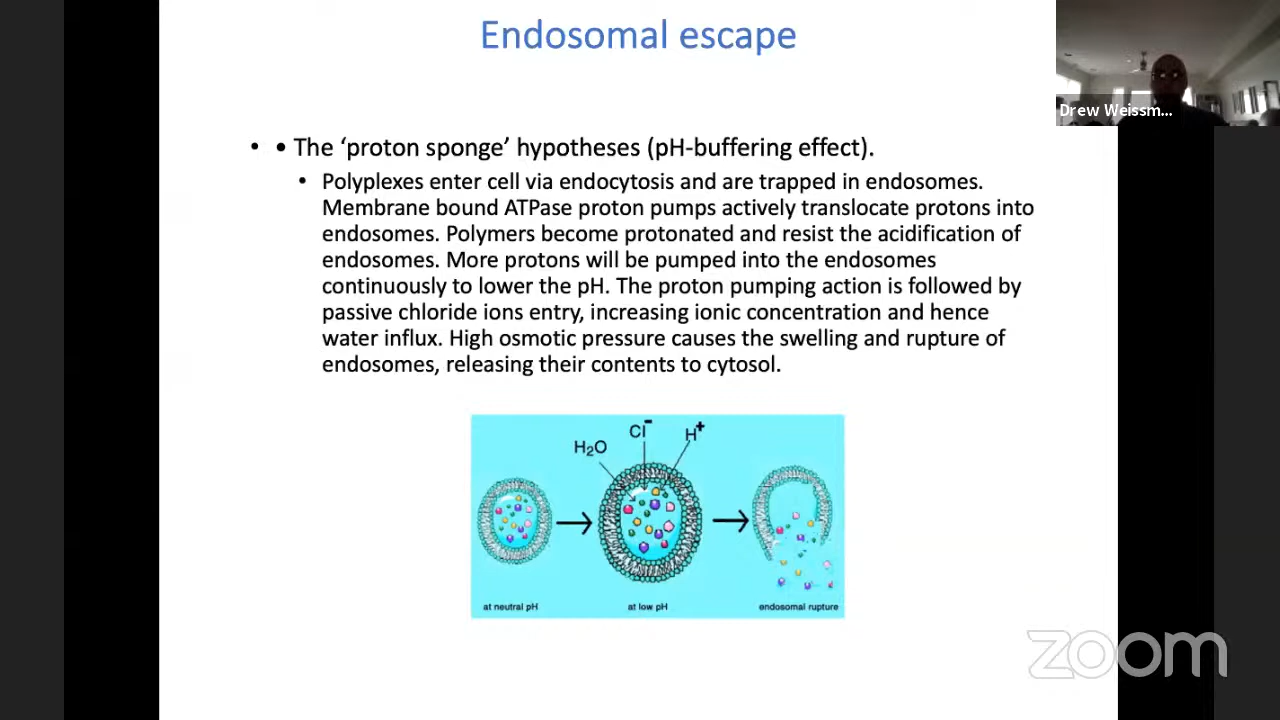 Endosomal escape
Drew Weissm...
• • The ‘proton sponge’ hypotheses (pH-buffering effect).
• Polyplexes enter cell via endocytosis and are trapped in endosomes.
Membrane bound ATPase proton pumps actively translocate protons into
endosomes. Polymers become protonated and resist the acidification of
endosomes. More protons will be pumped into the endosomes
continuously to lower the pH. The proton pumping action is followed by
passive chloride ions entry, increasing ionic concentration and hence
water influx. High osmotic pressure causes the swelling and rupture of
endosomes, releasing their contents to cytosol.
H₂O
Cl⁻
H⁺
at neutral pH
at low pH
endosomal rupture
zoom